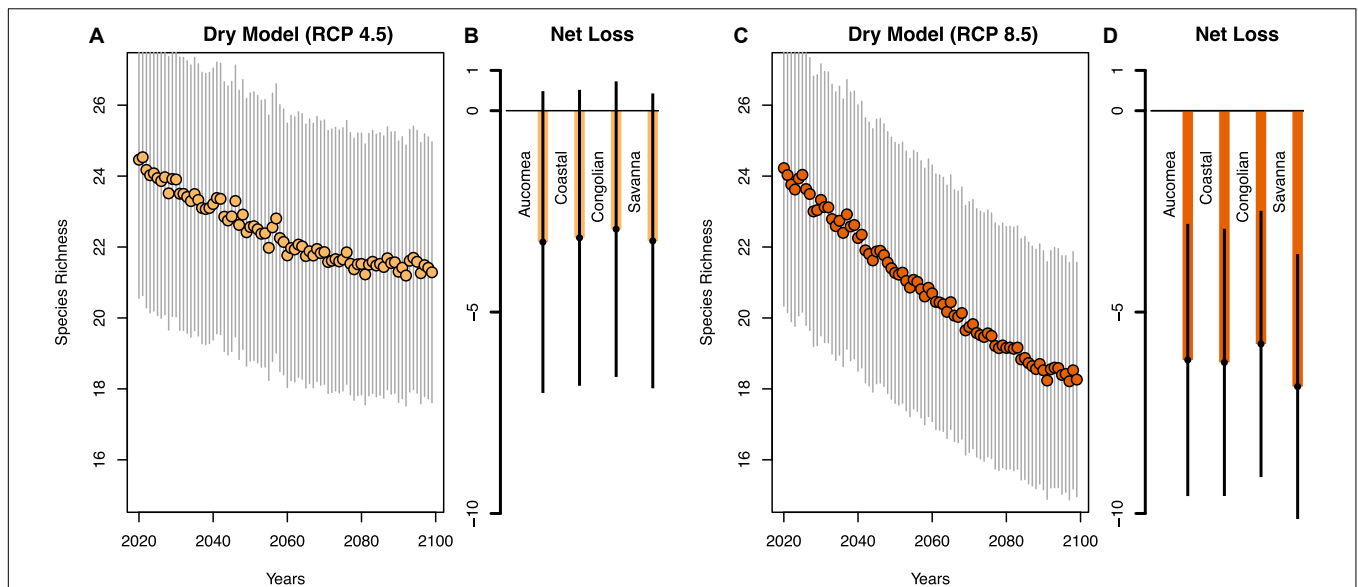 A Dry Model (RCP 4.5) B Net Loss C Dry Model (RCP 8.5) D Net Loss
Species Richness
26
24
22
20
18
16
2020 2040 2060 2080 2100
Years
1
0
−5
−10
Aucomea
Coastal
Congolian
Savanna
Species Richness
26
24
22
20
18
16
2020 2040 2060 2080 2100
Years
1
0
−5
−10
Aucomea
Coastal
Congolian
Savanna